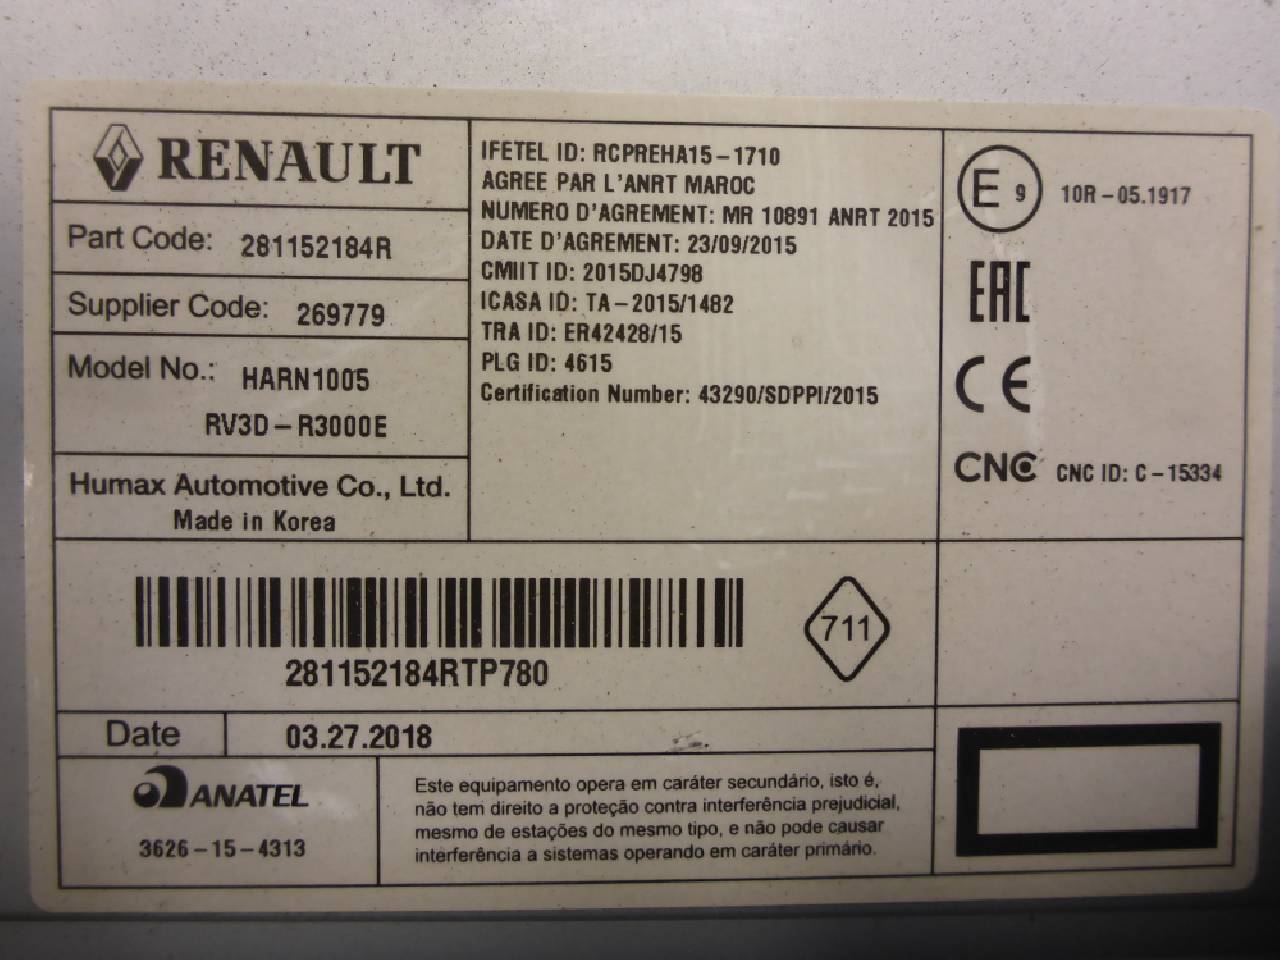 RENAULT
Part Code: 281152184R
Supplier Code: 269779
Model No.: HARN1005
RV3D-R3000E
Humax Automotive Co., Ltd.
Made in Korea
IFETEL ID: RCPREHA15-1710
AGREE PAR L'ANRT MAROC
NUMERO D'AGREMENT: MR 10891 ANRT 2015
DATE D'AGREMENT: 23/09/2015
CMIIT ID: 2015DJ4798
ICASA ID: TA-2015/1482
TRA ID: ER42428/15
PLG ID: 4615
Certification Number: 43290/SDPPI/2015
E9 10R-05.1917
EAC
CE
CNC CNC ID: C-15334
281152184RTP780
711
Date 03.27.2018
ANATEL
3626-15-4313
Este equipamento opera em caráter secundário, isto é,
não tem direito a proteção contra interferência prejudicial,
mesmo de estações do mesmo tipo, e não pode causar
interferência a sistemas operando em caráter primário.